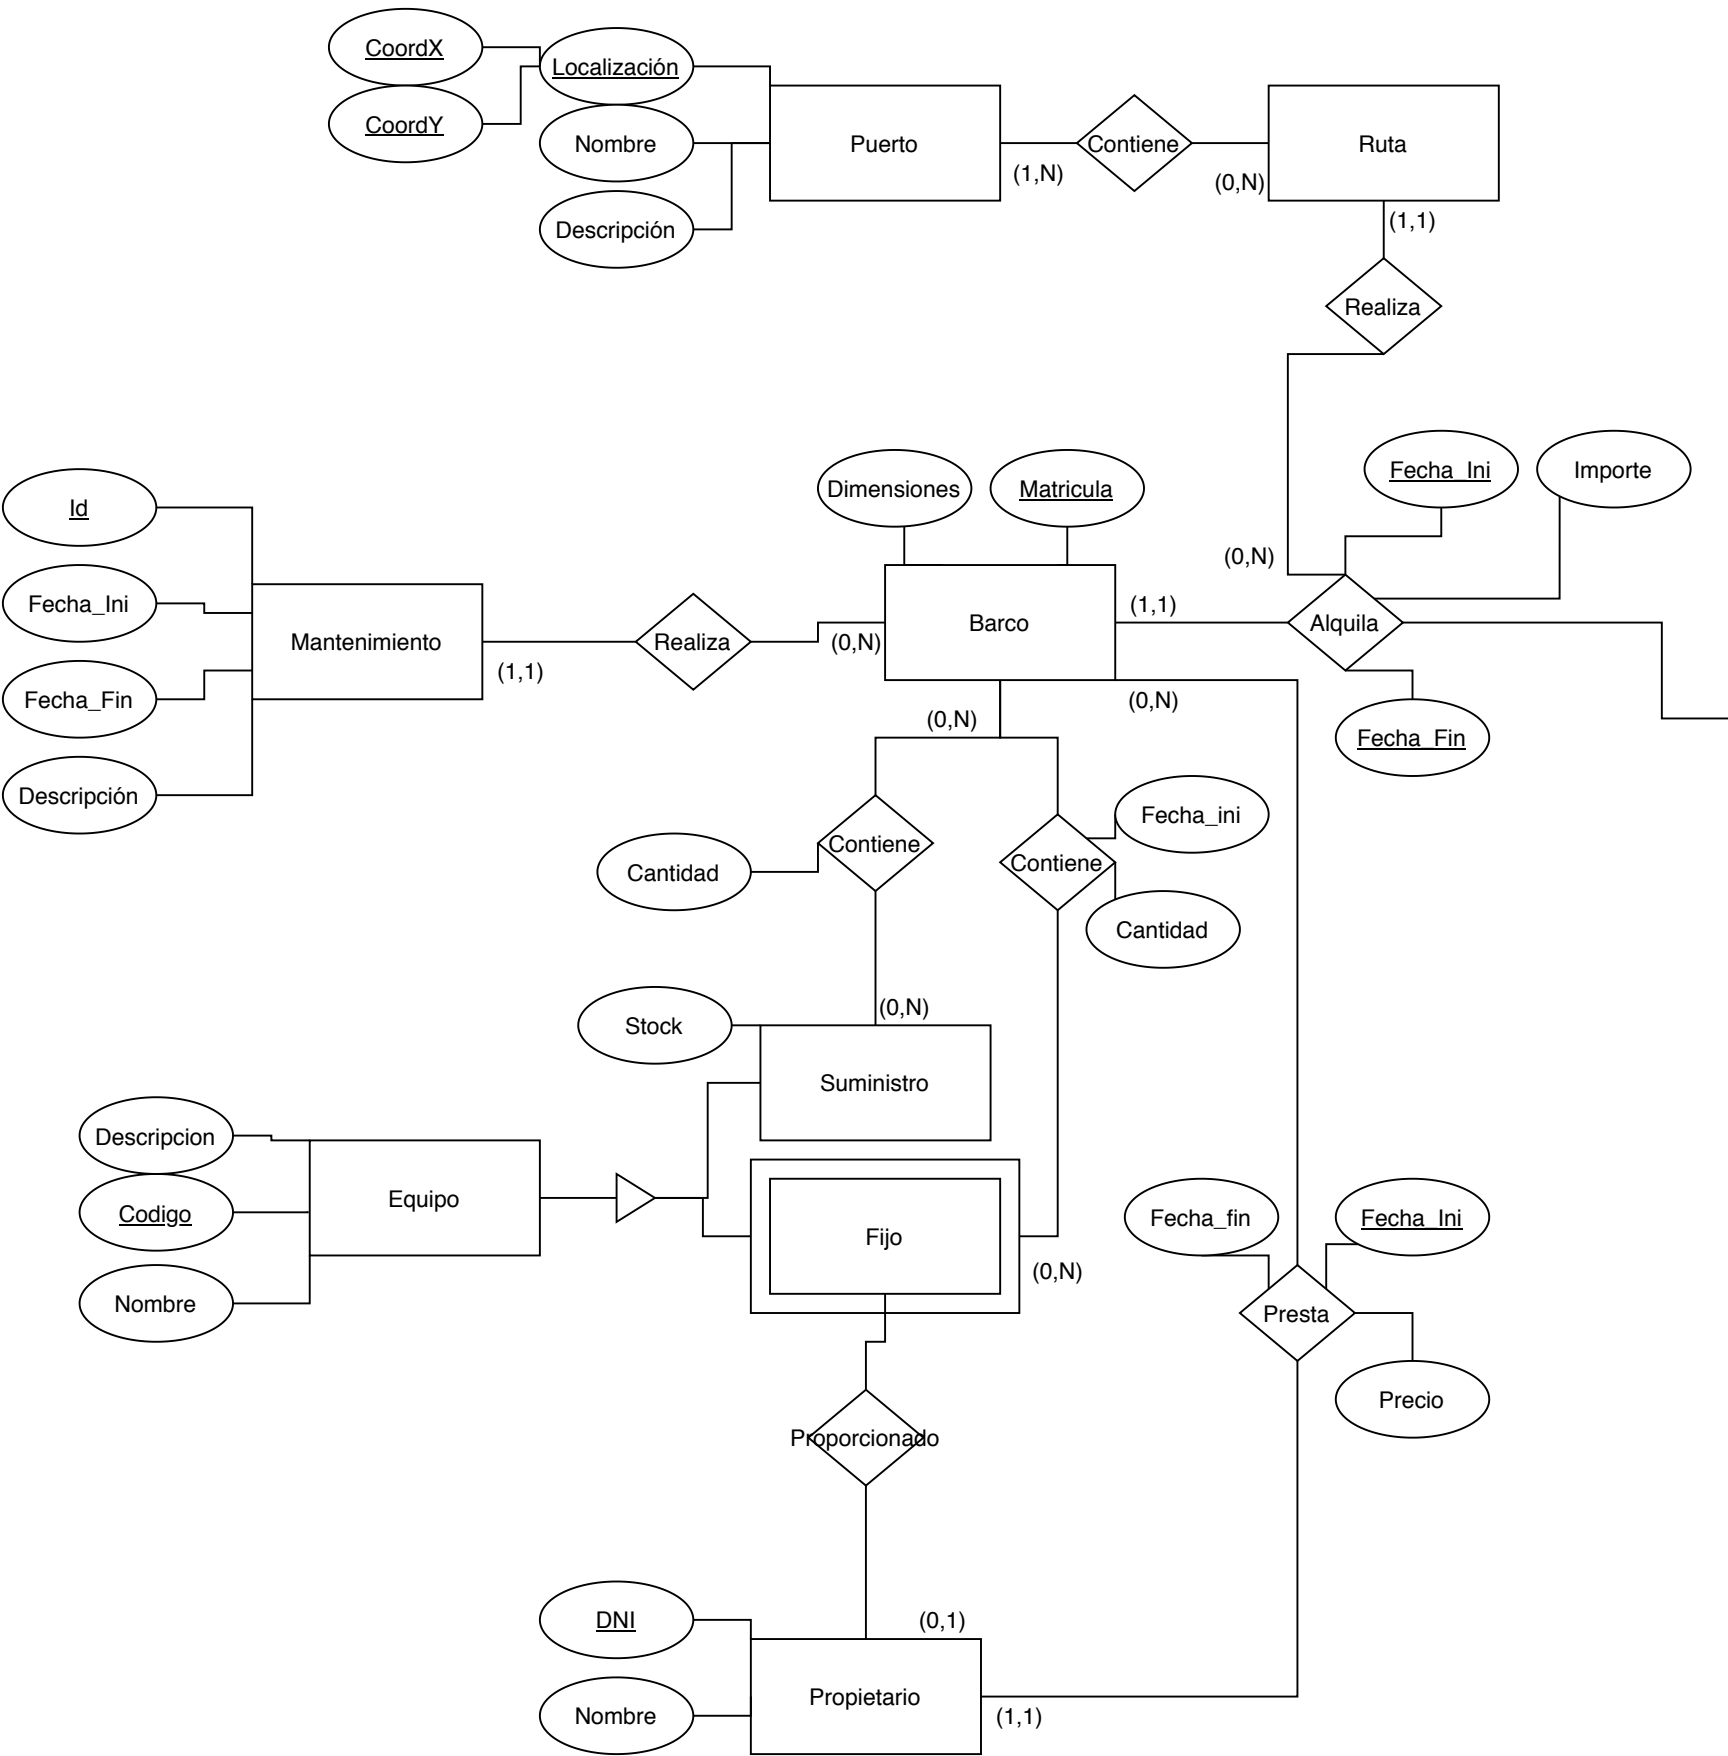 CoordX
Localización
CoordY
Nombre
Puerto
Contiene
Ruta
(1,N)
(0,N)
Descripción
(1,1)
Realiza
Dimensiones
Matricula
Fecha_Ini
Importe
Id
(0,N)
Fecha_Ini
Mantenimiento
Realiza
(0,N)
Barco
(1,1)
Alquila
(1,1)
Fecha_Fin
(0,N)
(0,N)
Fecha_Fin
Descripción
Fecha_ini
Contiene
Contiene
Cantidad
Cantidad
(0,N)
Stock
Suministro
Descripcion
Equipo
Codigo
Fijo
(0,N)
Nombre
Fecha_fin
Fecha_Ini
Presta
Precio
Proporcionado
DNI
(0,1)
Propietario
Nombre
(1,1)